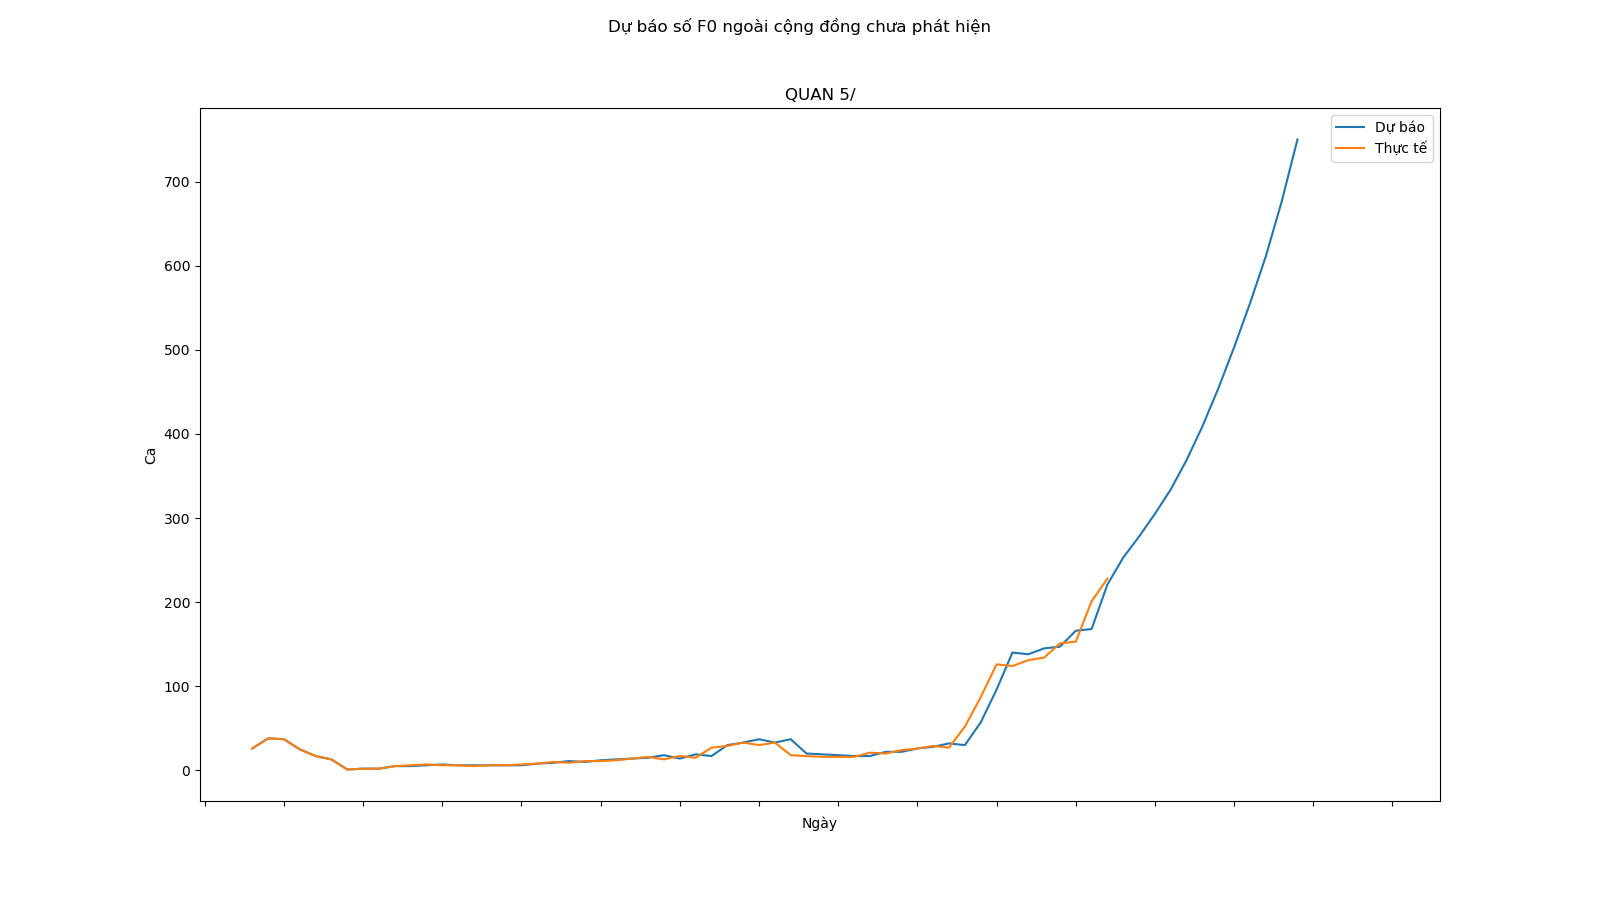 Dự báo số F0 ngoài cộng đồng chưa phát hiện
QUAN 5/
Dự báo
Thực tế
700
600
500
400
300
200
100
0
Ca
Ngày